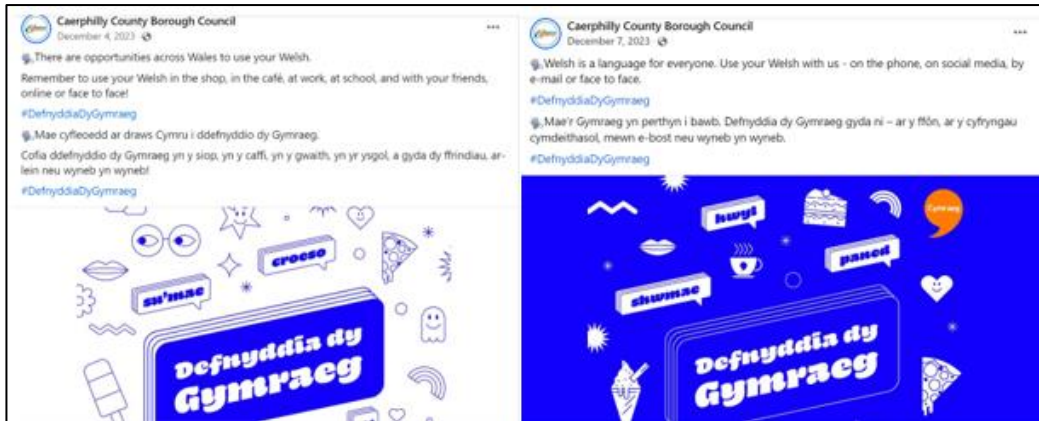 Caerphilly County Borough Council
December 4, 2023
There are opportunities across Wales to use your Welsh.
Remember to use your Welsh in the shop, in the café, at work, at school, and with your friends,
online or face to face!
#DefnyddiaDyGymraeg
Mae cyfleoedd ar draws Cymru i ddefnyddio dy Gymraeg.
Cofia ddefnyddio dy Gymraeg yn y siop, yn y caffi, yn y gwaith, yn yr ysgol, a gyda dy ffrindiau, ar-
lein neu wyneb yn wyneb!
#DefnyddiaDyGymraeg
croeso
su'mae
Defnyddia dy
Gymraeg
Caerphilly County Borough Council
December 7, 2023
Welsh is a language for everyone. Use your Welsh with us - on the phone, on social media, by
e-mail or face to face.
#DefnyddiaDyGymraeg
Mae'r Gymraeg yn perthyn i bawb. Defnyddia dy Gymraeg gyda ni – ar y ffôn, ar y cyfryngau
cymdeithasol, mewn e-bost neu wyneb yn wyneb.
#DefnyddiaDyGymraeg
hwyl
Cymraeg
paned
shwmae
Defnyddia dy
Gymraeg